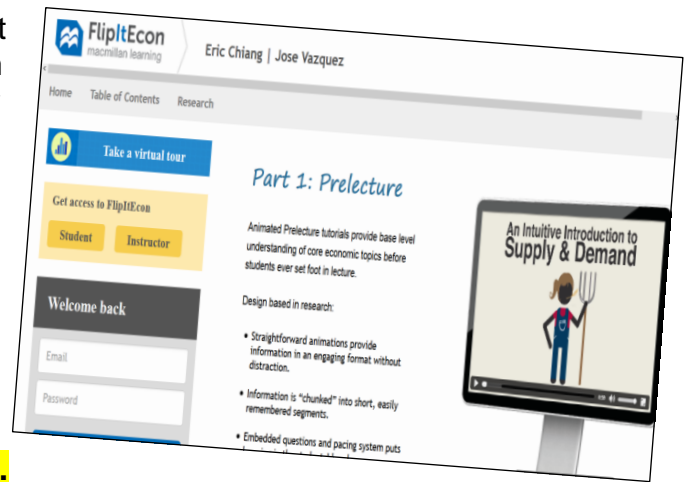 FlipItEcon
macmillan learning
Eric Chiang | Jose Vazquez
Home Table of Contents Research
Take a virtual tour
Get access to FlipItEcon
Student Instructor
Welcome back
Email
Password
Part 1: Prelecture
Animated Prelecture tutorials provide base level
understanding of core economic topics before
students ever set foot in lecture.
Design based in research:
• Straightforward animations provide
information in an engaging format without
distraction.
• Information is “chunked” into short, easily
remembered segments.
• Embedded questions and pacing system puts
An Intuitive Introduction to
Supply & Demand